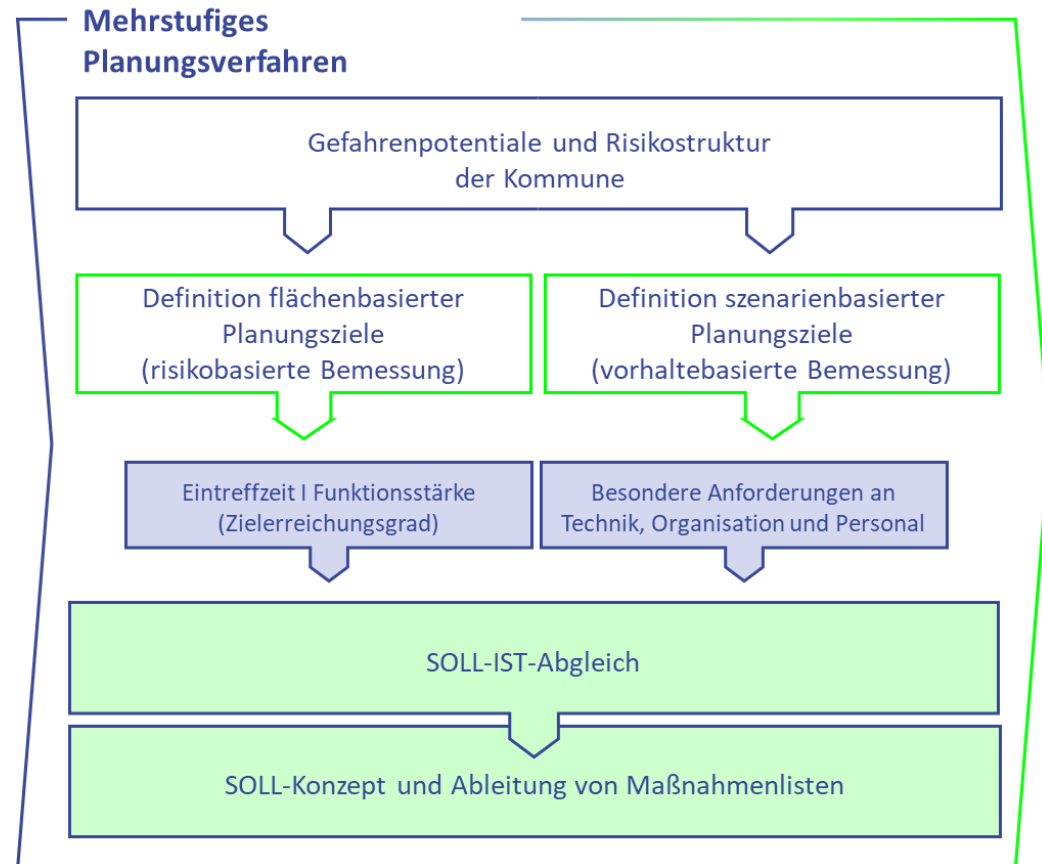 Mehrstufiges
Planungsverfahren
Gefahrenpotentiale und Risikostruktur
der Kommune
Definition flächenbasierter
Planungsziele
(risikobasierte Bemessung)
Definition szenarienbasierter
Planungsziele
(vorhaltebasierte Bemessung)
Eintreffzeit I Funktionsstärke
(Zielerreichungsgrad)
Besondere Anforderungen an
Technik, Organisation und Personal
SOLL-IST-Abgleich
SOLL-Konzept und Ableitung von Maßnahmenlisten